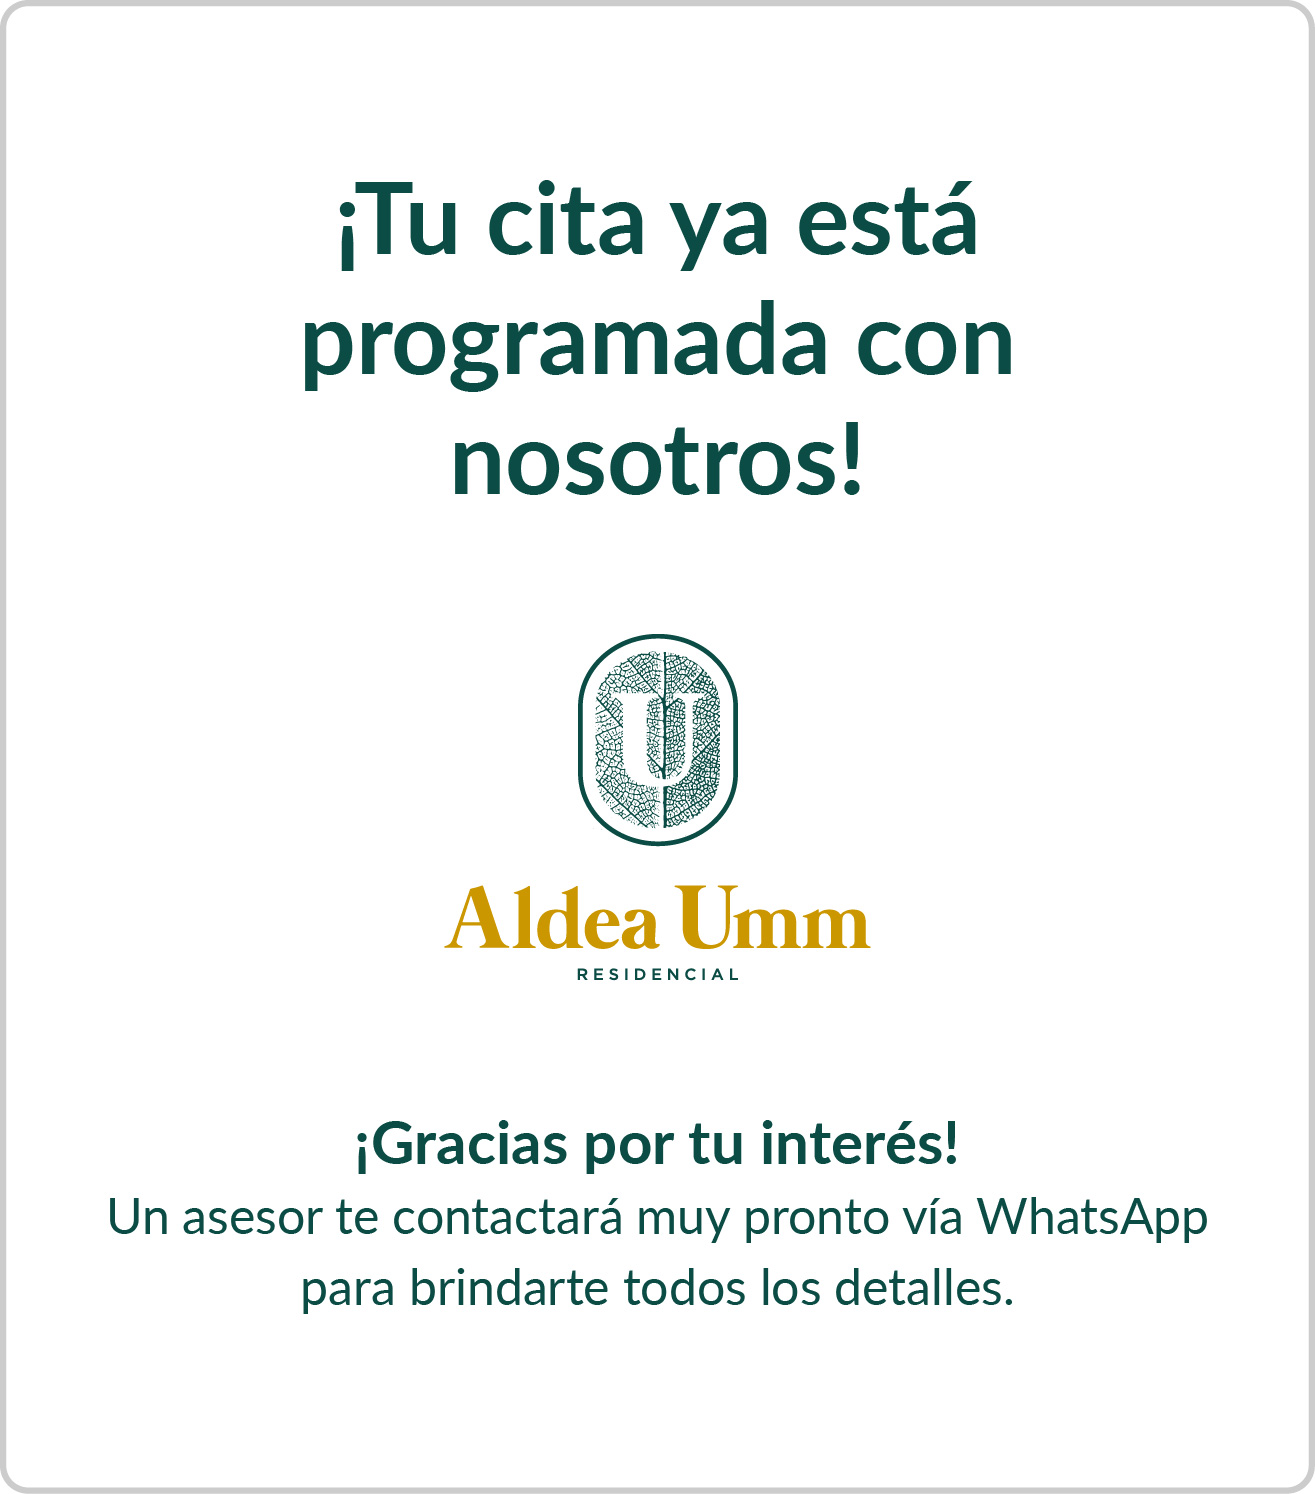 ¡Tu cita ya está
programada con
nosotros!
U
Aldea Umm
RESIDENCIAL
¡Gracias por tu interés!
Un asesor te contactará muy pronto vía WhatsApp
para brindarte todos los detalles.